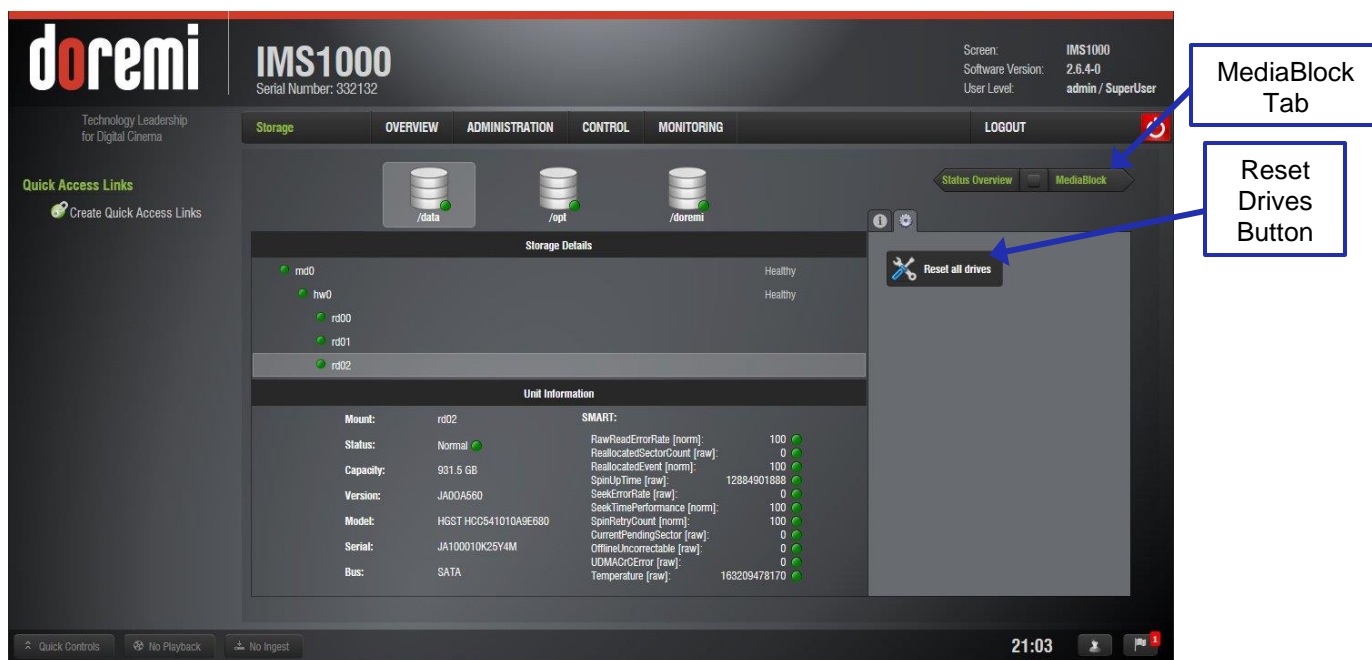 doremi
Technology Leadership
for Digital Cinema
IMS1000
Serial Number: 332132
Screen: IMS1000
Software Version: 2.6.4-0
User Level: admin / SuperUser
MediaBlock
Tab
Storage OVERVIEW ADMINISTRATION CONTROL MONITORING LOGOUT
Reset
Drives
Button
Quick Access Links
Create Quick Access Links
/data /opt /doremi
Status Overview MediaBlock
Storage Details
md0 Healthy
hw0 Healthy
rd00
rd01
rd02
Reset all drives
Unit Information
Mount: rd02
Status: Normal
Capacity: 931.5 GB
Version: JAOOA560
Model: HGST HCC541010A9E680
Serial: JA100010K25Y4M
Bus: SATA
SMART:
RawReadErrorRate [norm]: 100
ReallocatedSectorCount [raw]: 0
ReallocatedEvent [norm]: 100
SpinUpTime [raw]: 12884901888
SeekErrorRate [raw]: 0
SeekTimePerformance [norm]: 100
SpinRetryCount [norm]: 100
CurrentPendingSector [raw]: 0
OfflineUncorrectable [raw]: 0
UDMACrCError [raw]: 0
Temperature [raw]: 163209478170
Quick Controls No Playback No Ingest 21:03 1